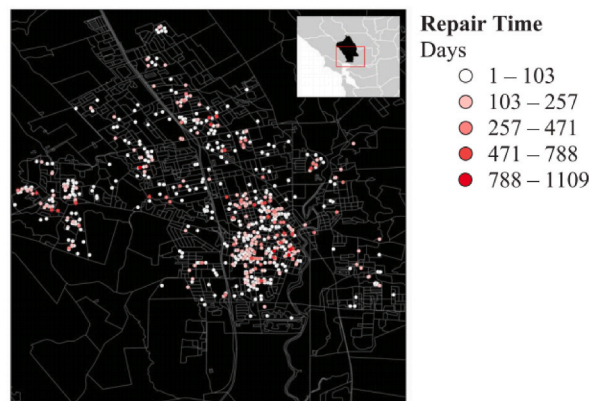 Repair Time
Days
1 – 103
103 – 257
257 – 471
471 – 788
788 – 1109